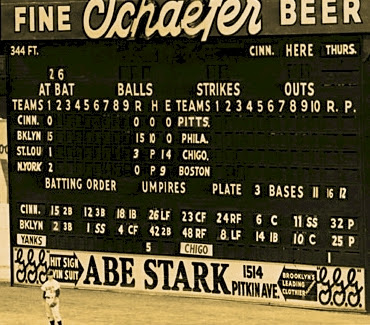 FINE Schaefer BEER
344 FT. CINN. HERE THURS.
2 6
AT BAT BALLS STRIKES OUTS
TEAMS 1 2 3 4 5 6 7 8 9 R H E TEAMS 1 2 3 4 5 6 7 8 9 10 R. P.
CINN. 0 0 0 0 PITTS.
BKLYN 15 15 10 0 PHILA.
ST.LOU 1 3 P 14 CHIGO.
N.YORK 2 0 P 9 BOSTON
BATTING ORDER UMPIRES PLATE 3 BASES 11 16 12
CINN. 15 2B 12 3B 18 1B 26 LF 23 CF 24 RF 6 C 11 SS 32 P
BKLYN 2 3B 1 SS 4 CF 42 2B 48 RF 8 LF 14 1B 10 C 25 P
YANKS 5 CHIGO 1
HIT SIGN WIN SUIT ABE STARK 1514 PITKIN AVE. BROOKLYN'S LEADING CLOTHIER